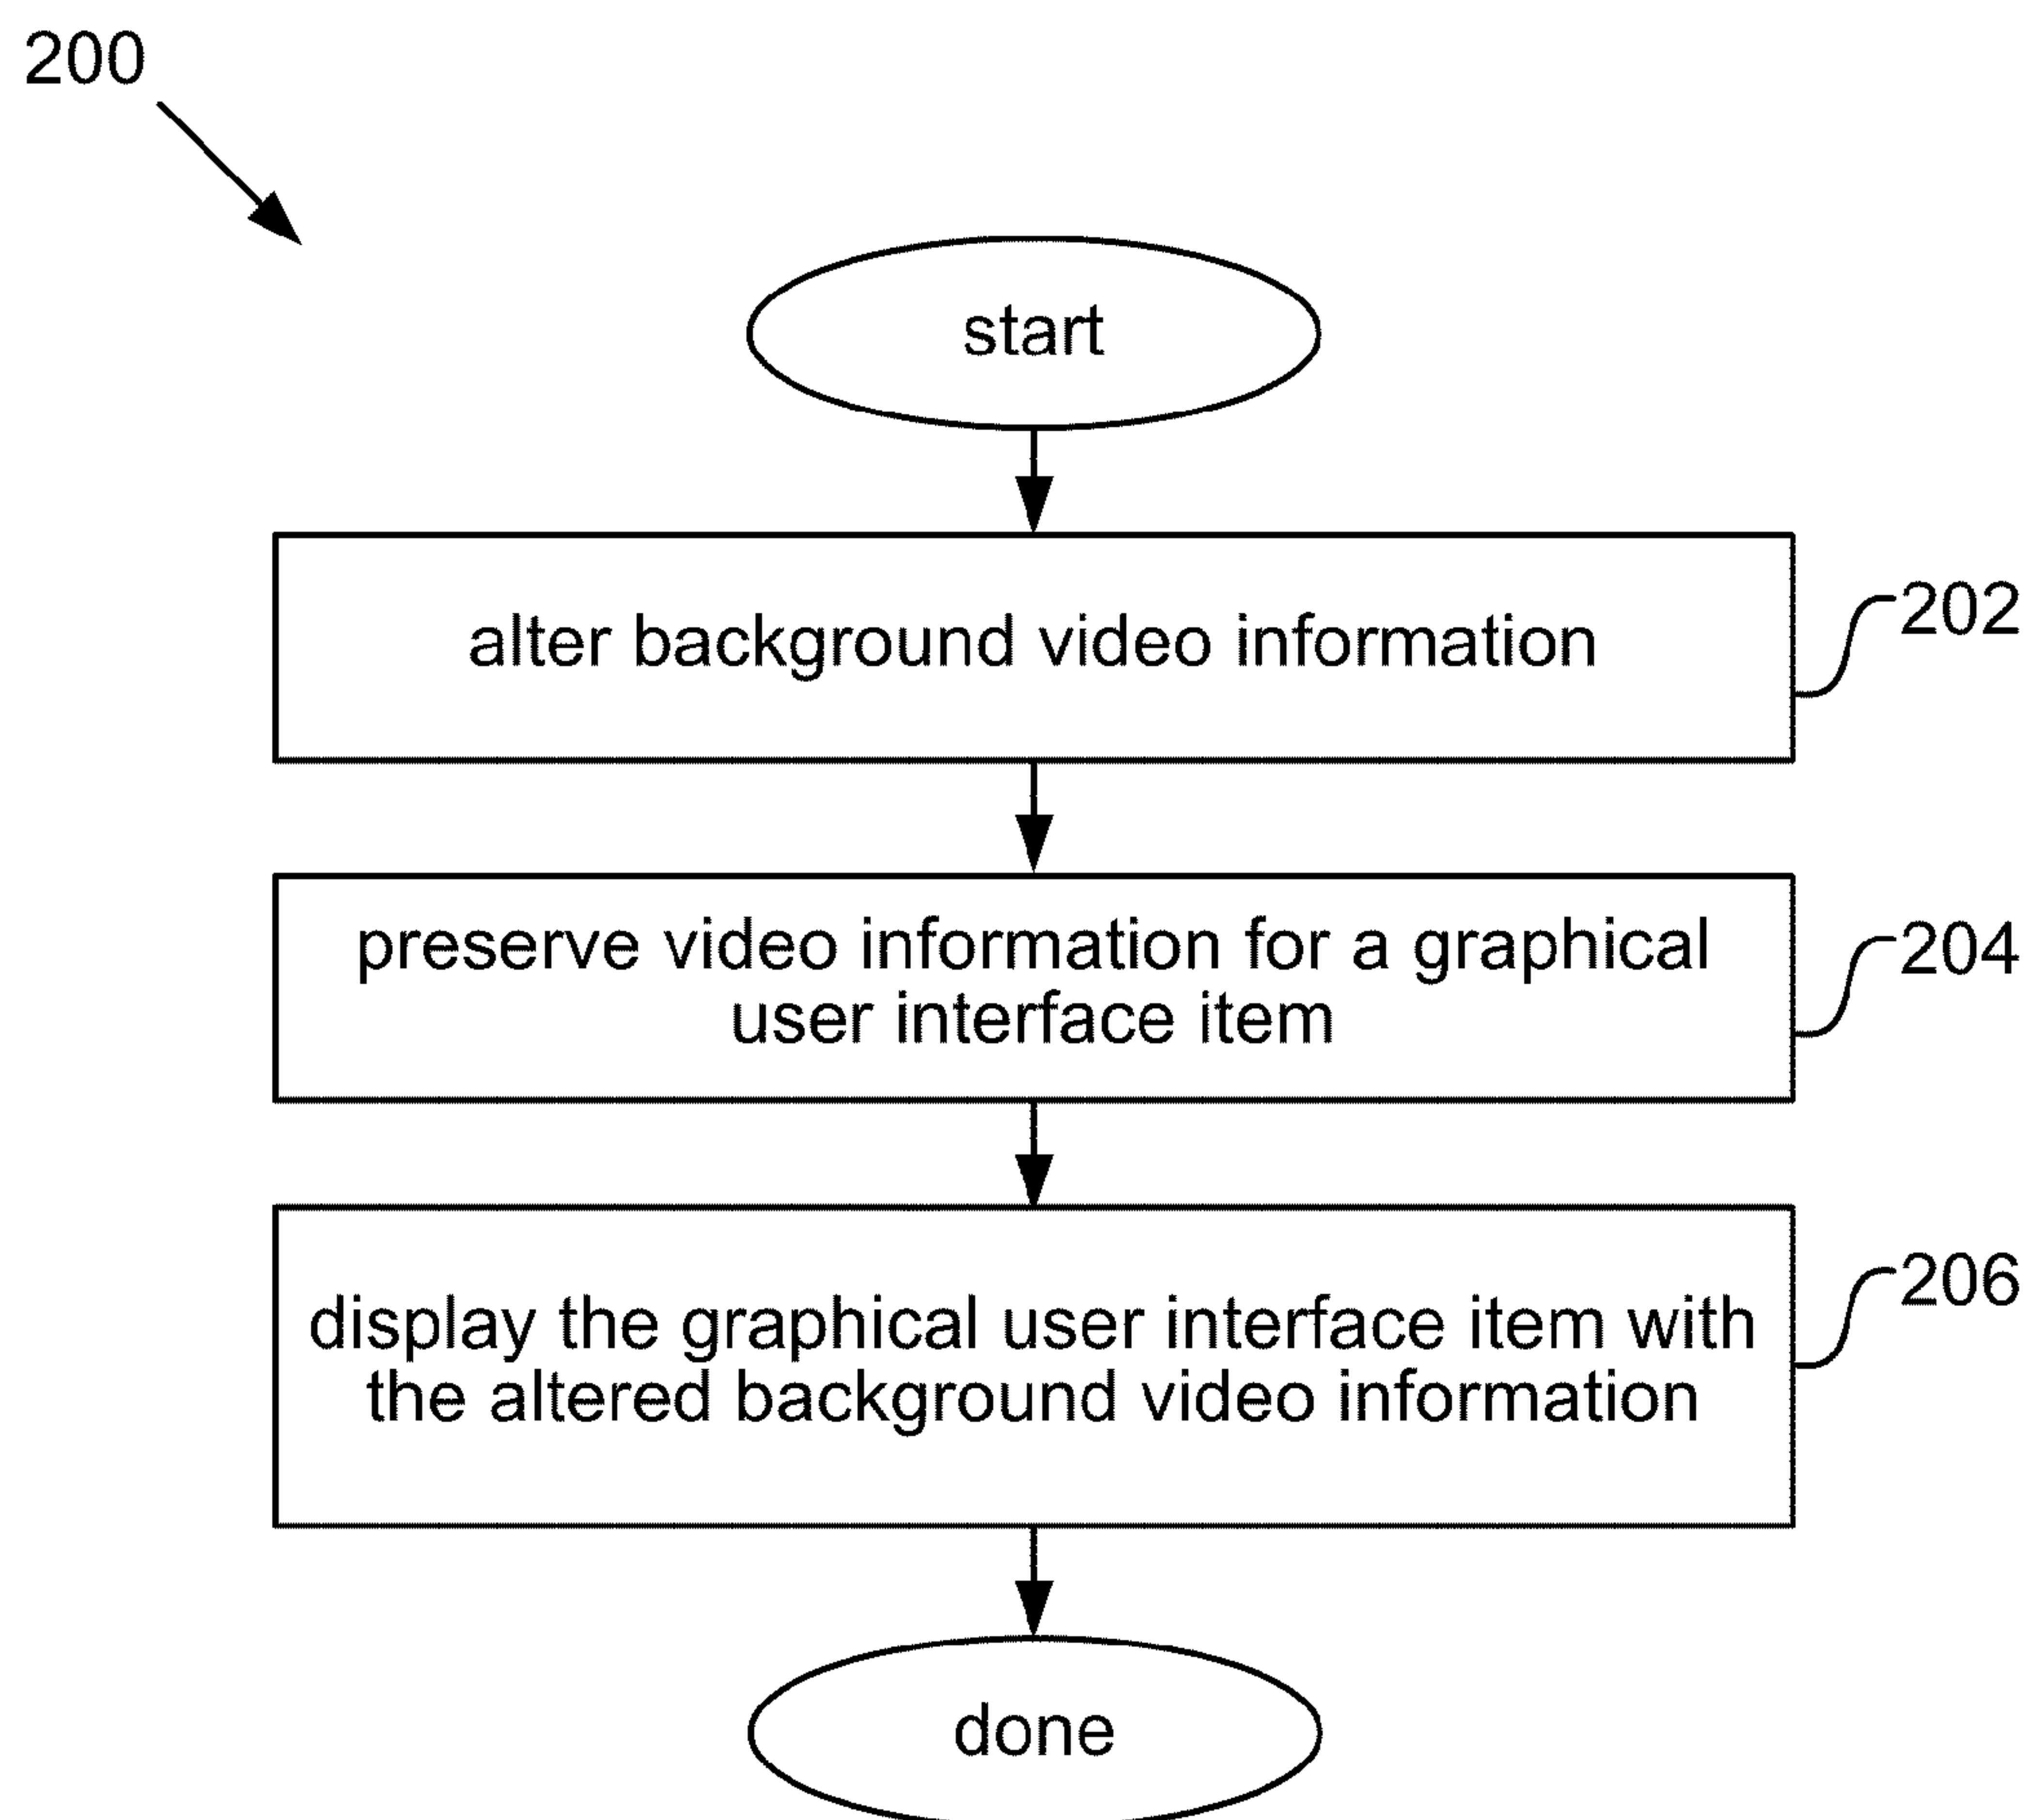 200
start
alter background video information
202
preserve video information for a graphical
user interface item
204
display the graphical user interface item with
the altered background video information
206
done